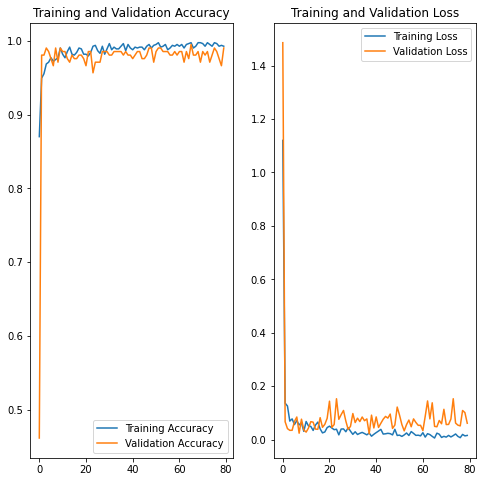 Training and Validation Accuracy
1.0
0.9
0.8
0.7
0.6
0.5
Training Accuracy
Validation Accuracy
0 20 40 60 80
Training and Validation Loss
Training Loss
Validation Loss
1.4
1.2
1.0
0.8
0.6
0.4
0.2
0.0
0 20 40 60 80